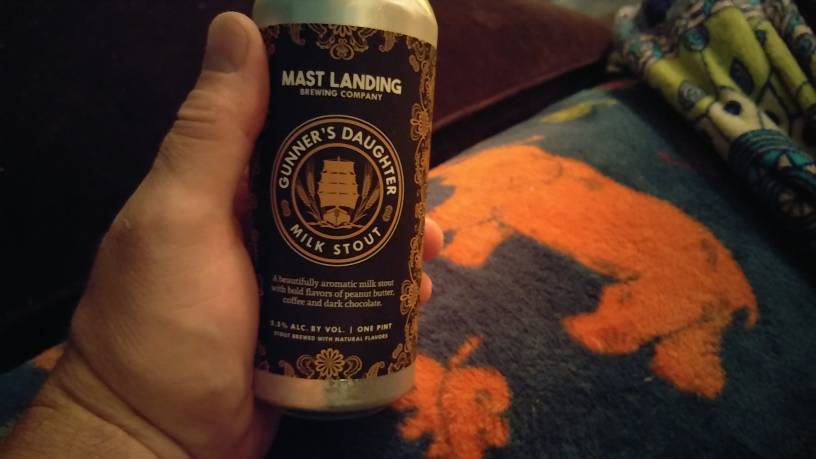 MAST LANDING
BREWING COMPANY
GUNNER'S DAUGHTER
MILK STOUT
A beautifully aromatic milk stout
with bold flavors of peanut butter,
coffee and dark chocolate.
5.5% ALC. BY VOL. | ONE PINT
STOUT BREWED WITH NATURAL FLAVORS